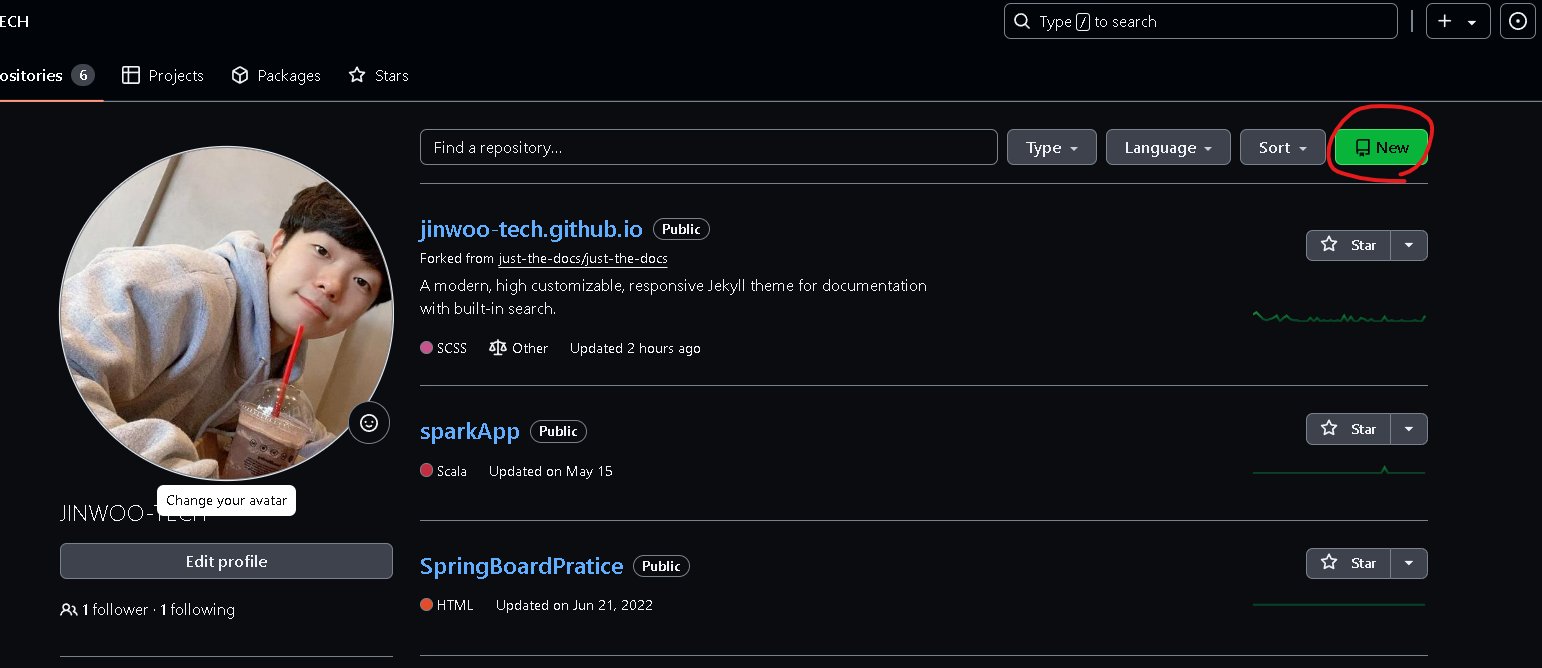 ECH
Type / to search
ositories 6 Projects Packages Stars
Find a repository... Type Language Sort New
jinwoo-tech.github.io Public
Star
Forked from just-the-docs/just-the-docs
A modern, high customizable, responsive Jekyll theme for documentation
with built-in search.
SCSS Other Updated 2 hours ago
sparkApp Public
Star
Scala Updated on May 15
Change your avatar
JINWOO-TECH
Edit profile
1 follower · 1 following
SpringBoardPratice Public
Star
HTML Updated on Jun 21, 2022